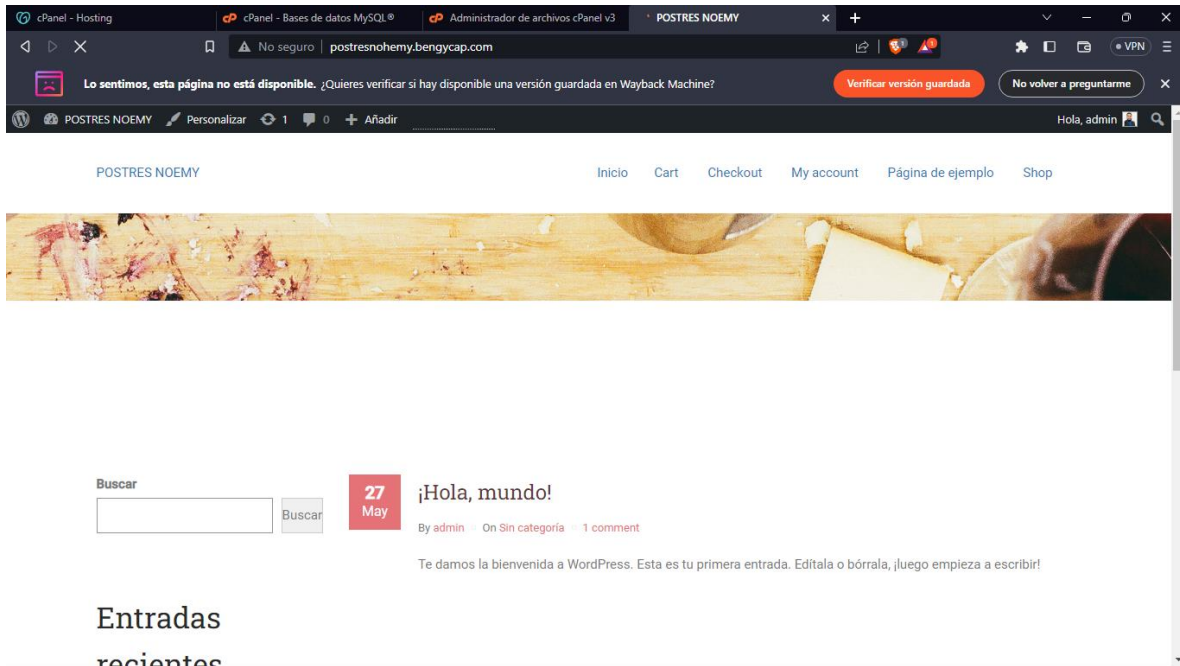 cPanel - Hosting cPanel - Bases de datos MySQL® Administrador de archivos cPanel v3 POSTRES NOEMY
No seguro postresnohemy.bengycap.com VPN
Lo sentimos, esta página no está disponible. ¿Quieres verificar si hay disponible una versión guardada en Wayback Machine? Verificar versión guardada No volver a preguntarme
POSTRES NOEMY Personalizar 1 0 Añadir Hola, admin
POSTRES NOEMY Inicio Cart Checkout My account Página de ejemplo Shop
Buscar
Buscar
27
May
¡Hola, mundo!
By admin On Sin categoría 1 comment
Te damos la bienvenida a WordPress. Esta es tu primera entrada. Edítala o bórrala, ¡luego empieza a escribir!
Entradas
recientes